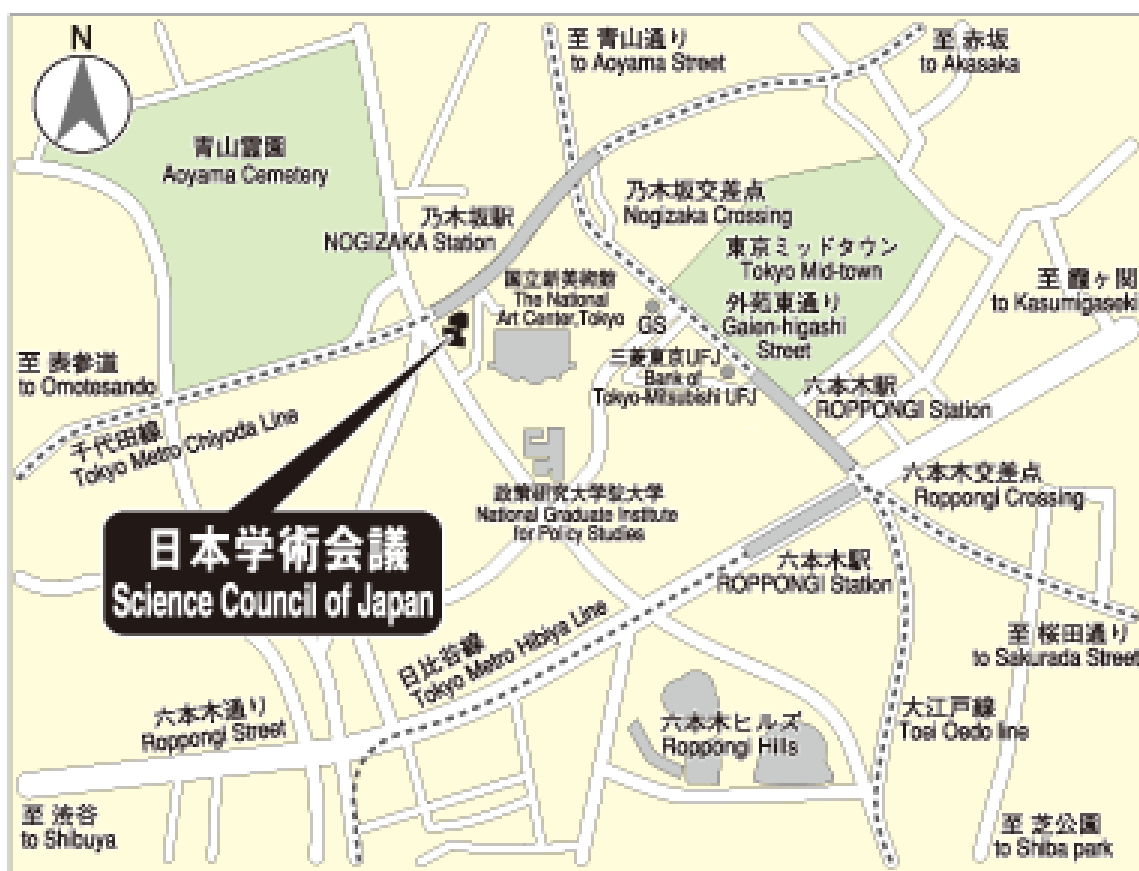 N
至 青山通り
to Aoyama Street
至 赤坂
to Akasaka
青山霊園
Aoyama Cemetery
乃木坂駅
NOGIZAKA Station
乃木坂交差点
Nogizaka Crossing
東京ミッドタウン
Tokyo Mid-town
国立新美術館
The National
Art Center,Tokyo
GS
外苑東通り
Gaien-higashi
Street
至 霞ヶ関
to Kasumigaseki
三菱東京UFJ
Bank of
Tokyo-Mitsubishi UFJ
至 表参道
to Omotesando
六本木駅
ROPPONGI Station
千代田線
Tokyo Metro Chiyoda Line
六本木交差点
Roppongi Crossing
政策研究大学院大学
National Graduate Institute
for Policy Studies
日本学術会議
Science Council of Japan
六本木駅
ROPPONGI Station
日比谷線
Tokyo Metro Hibiya Line
至 桜田通り
to Sakurada Street
六本木通り
Roppongi Street
六本木ヒルズ
Roppongi Hills
大江戸線
Toei Oedo line
至 渋谷
to Shibuya
至 芝公園
to Shiba park